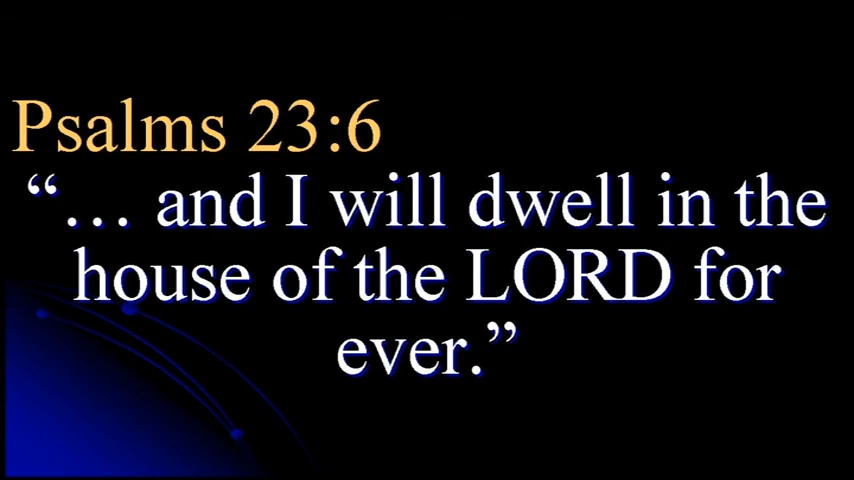 Psalms 23:6
“… and I will dwell in the
house of the LORD for
ever.”